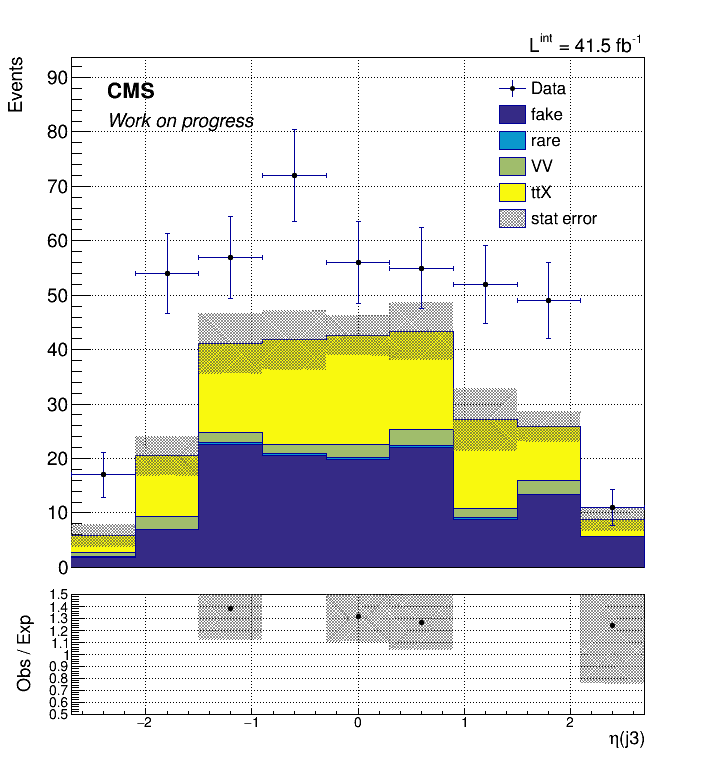 L^int = 41.5 fb^-1
Events
CMS
Work on progress
Data
fake
rare
VV
ttX
stat error
90
80
70
60
50
40
30
20
10
0
Obs / Exp
1.5
1.4
1.3
1.2
1.1
1
0.9
0.8
0.7
0.6
0.5
−2 −1 0 1 2
η(j3)